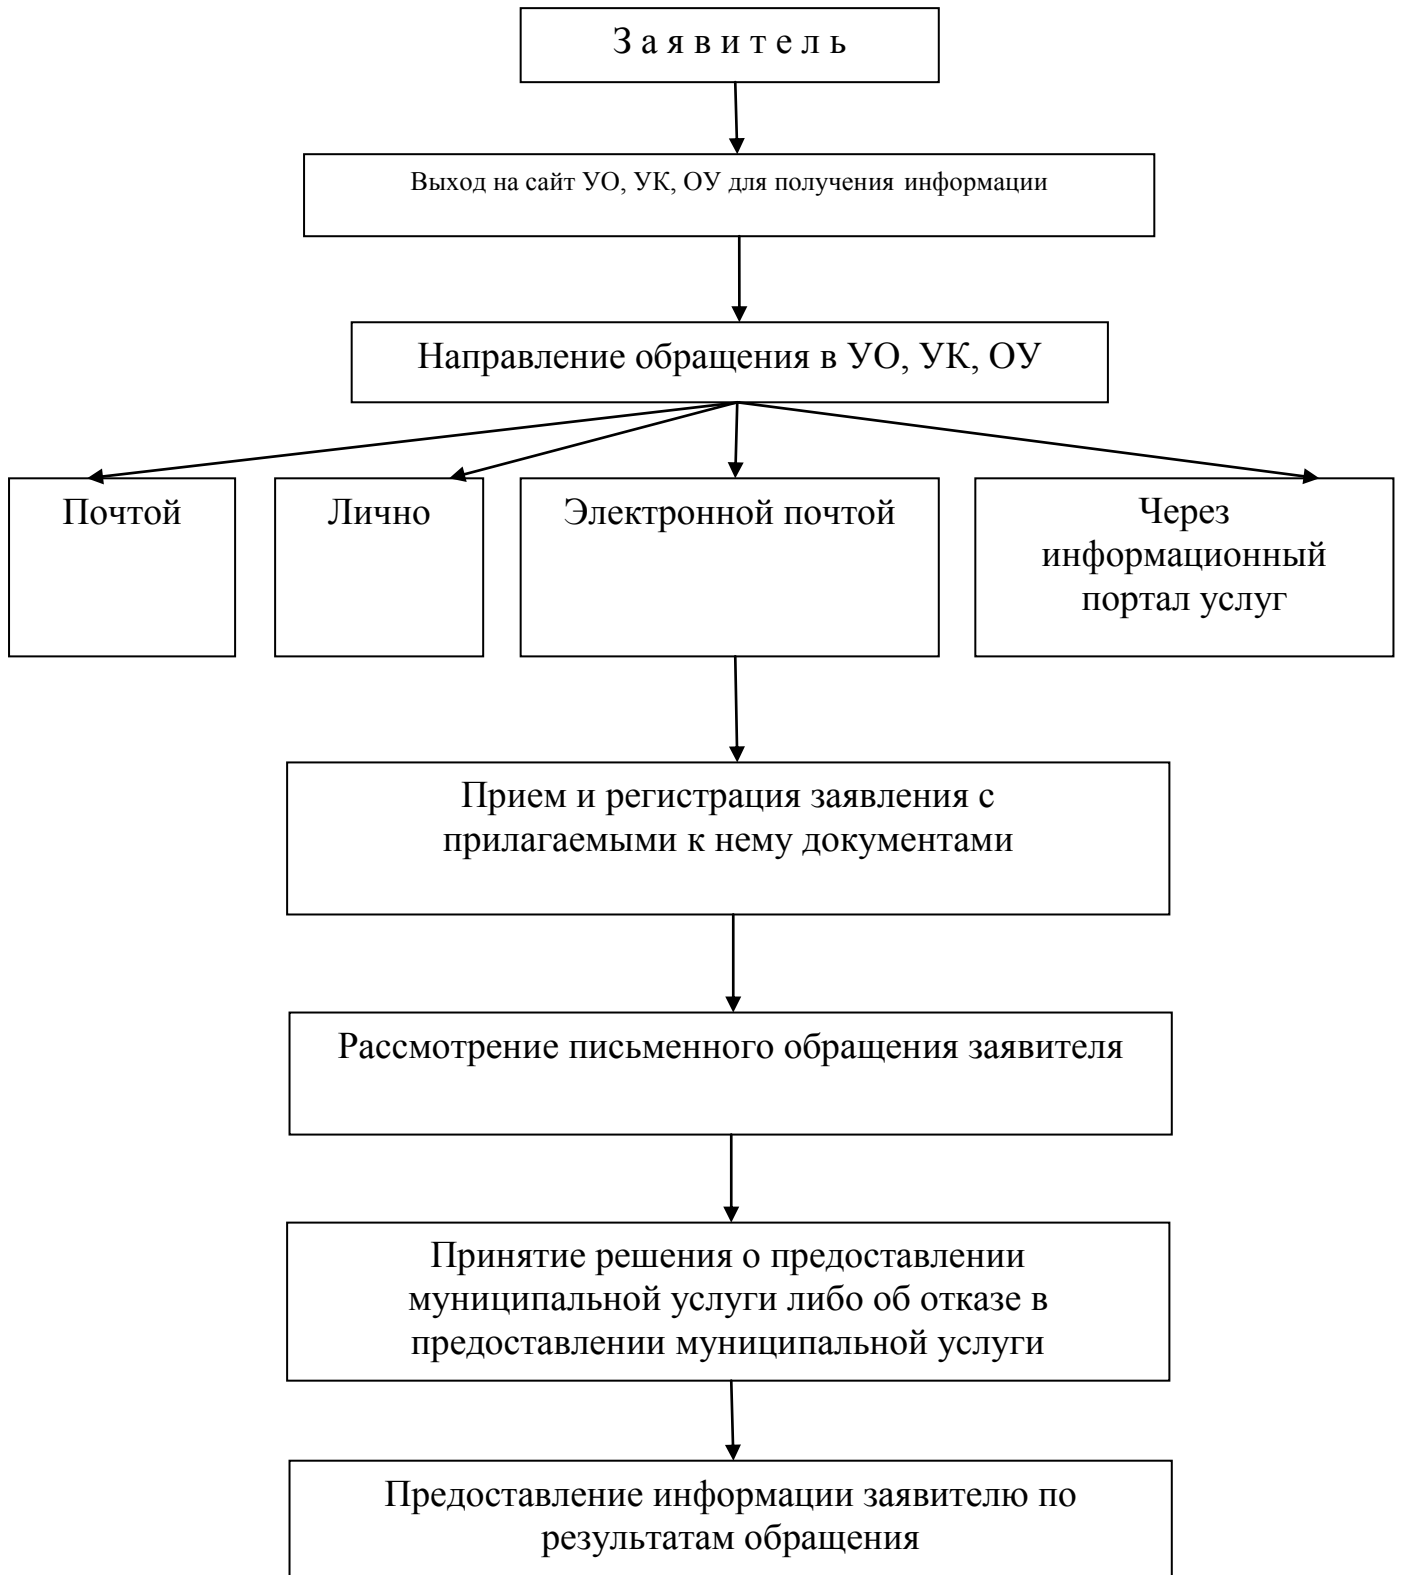 З а я в и т е л ь
Выход на сайт УО, УК, ОУ для получения информации
Направление обращения в УО, УК, ОУ
Почтой
Лично
Электронной почтой
Через
информационный
портал услуг
Прием и регистрация заявления с
прилагаемыми к нему документами
Рассмотрение письменного обращения заявителя
Принятие решения о предоставлении
муниципальной услуги либо об отказе в
предоставлении муниципальной услуги
Предоставление информации заявителю по
результатам обращения